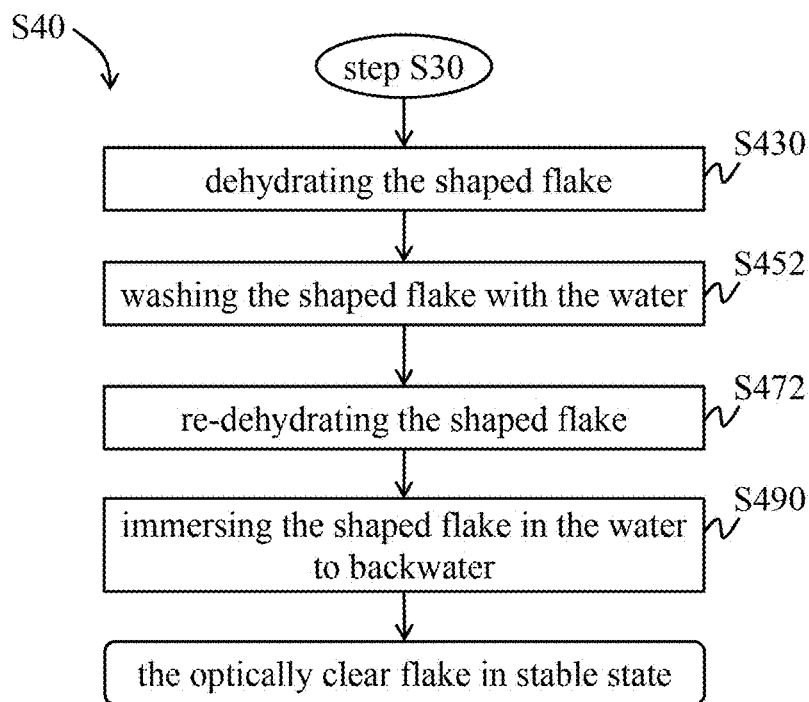 S40
step S30
S430
dehydrating the shaped flake
S452
washing the shaped flake with the water
S472
re-dehydrating the shaped flake
S490
immersing the shaped flake in the water
to backwater
the optically clear flake in stable state